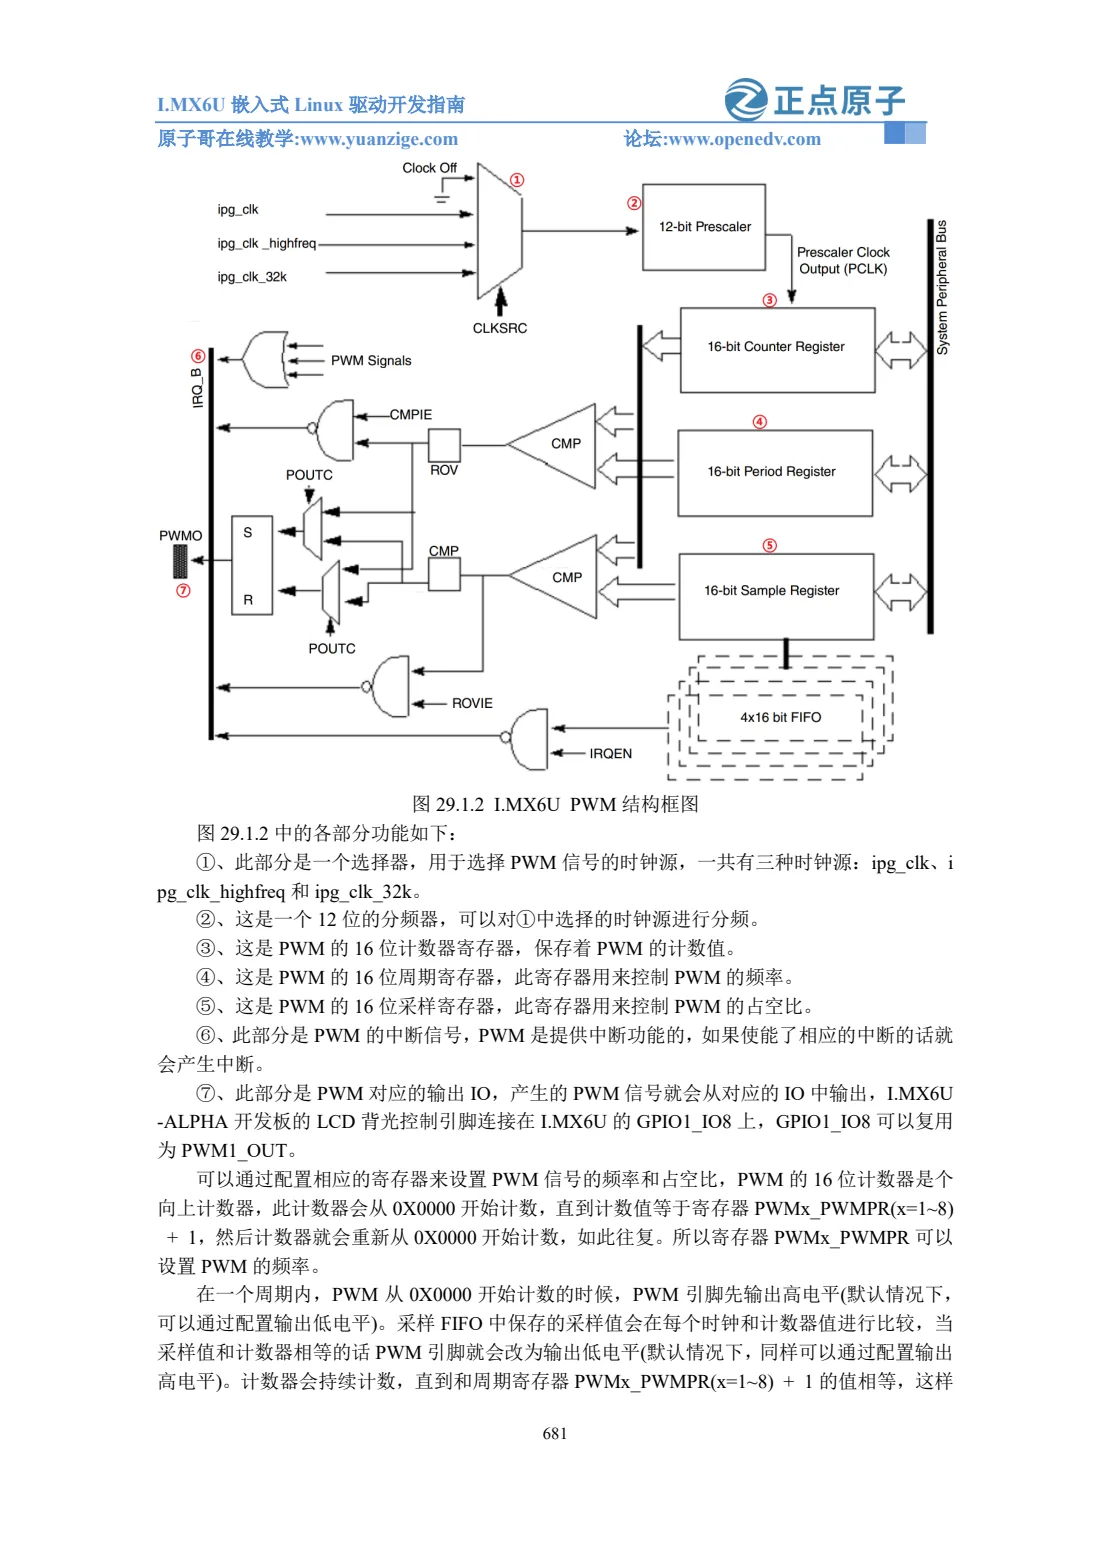 I.MX6U 嵌入式 Linux 驱动开发指南
正点原子
原子哥在线教学:www.yuanzige.com 论坛:www.openedv.com
Clock Off
①
ipg_clk
②
12-bit Prescaler
ipg_clk _highfreq
Prescaler Clock
Output (PCLK)
ipg_clk_32k
System Peripheral Bus
CLKSRC
③
16-bit Counter Register
⑥
IRQ_B
PWM Signals
CMPIE
④
CMP
ROV
16-bit Period Register
POUTC
PWMO
S
CMP
⑤
⑦
R
CMP
16-bit Sample Register
POUTC
ROVIE
4x16 bit FIFO
IRQEN
图 29.1.2 I.MX6U PWM 结构框图
图 29.1.2 中的各部分功能如下：
①、此部分是一个选择器，用于选择 PWM 信号的时钟源，一共有三种时钟源：ipg_clk、i
pg_clk_highfreq 和 ipg_clk_32k。
②、这是一个 12 位的分频器，可以对①中选择的时钟源进行分频。
③、这是 PWM 的 16 位计数器寄存器，保存着 PWM 的计数值。
④、这是 PWM 的 16 位周期寄存器，此寄存器用来控制 PWM 的频率。
⑤、这是 PWM 的 16 位采样寄存器，此寄存器用来控制 PWM 的占空比。
⑥、此部分是 PWM 的中断信号，PWM 是提供中断功能的，如果使能了相应的中断的话就
会产生中断。
⑦、此部分是 PWM 对应的输出 IO，产生的 PWM 信号就会从对应的 IO 中输出，I.MX6U
-ALPHA 开发板的 LCD 背光控制引脚连接在 I.MX6U 的 GPIO1_IO8 上，GPIO1_IO8 可以复用
为 PWM1_OUT。
可以通过配置相应的寄存器来设置 PWM 信号的频率和占空比，PWM 的 16 位计数器是个
向上计数器，此计数器会从 0X0000 开始计数，直到计数值等于寄存器 PWMx_PWMPR(x=1~8)
+ 1，然后计数器就会重新从 0X0000 开始计数，如此往复。所以寄存器 PWMx_PWMPR 可以
设置 PWM 的频率。
在一个周期内，PWM 从 0X0000 开始计数的时候，PWM 引脚先输出高电平(默认情况下，
可以通过配置输出低电平)。采样 FIFO 中保存的采样值会在每个时钟和计数器值进行比较，当
采样值和计数器相等的话 PWM 引脚就会改为输出低电平(默认情况下，同样可以通过配置输出
高电平)。计数器会持续计数，直到和周期寄存器 PWMx_PWMPR(x=1~8) + 1 的值相等，这样
681